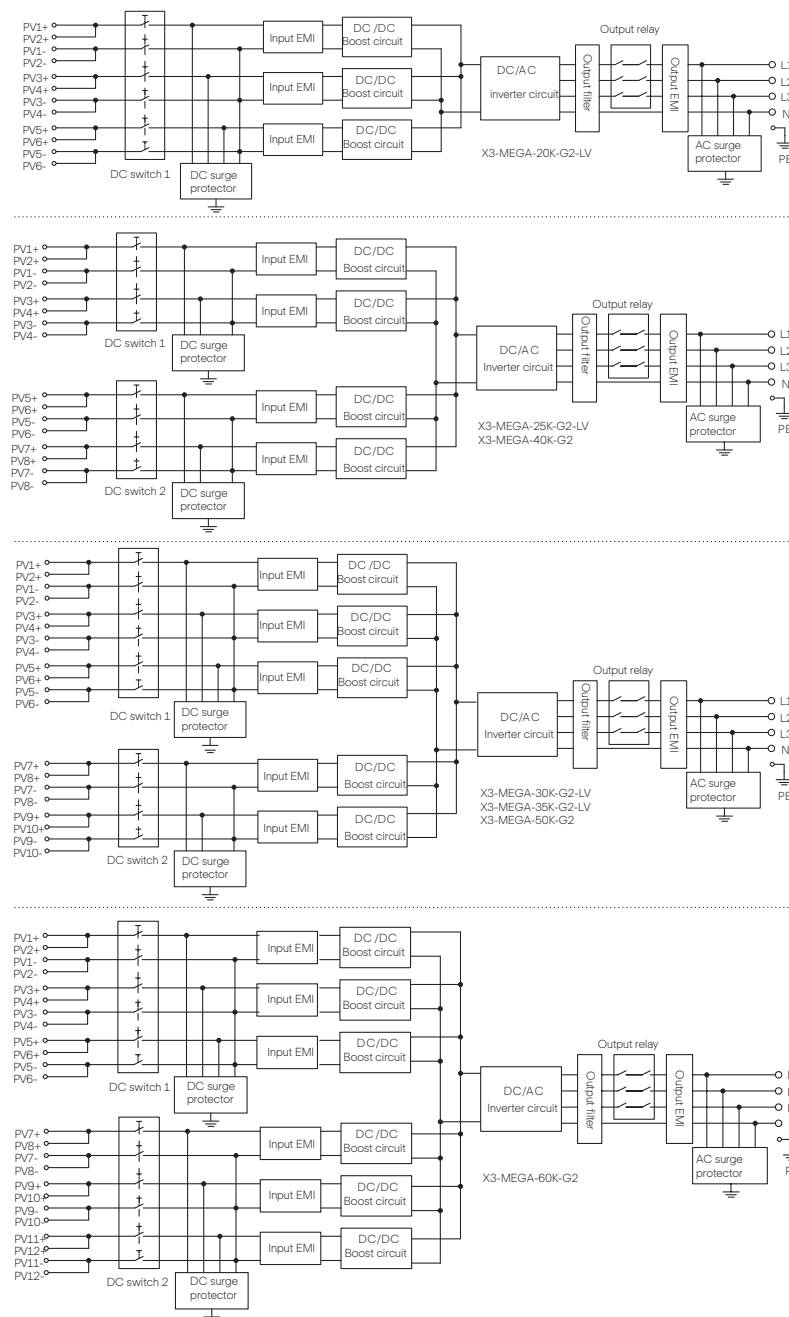 PV1+
PV2+
PV1-
PV2-
PV3+
PV4+
PV3-
PV4-
PV5+
PV6+
PV5-
PV6-
DC switch 1
DC surge
protector
Input EMI
DC /DC
Boost circuit
Input EMI
DC /DC
Boost circuit
Input EMI
DC/DC
Boost circuit
DC/AC
inverter circuit
Output filter
Output relay
Output EMI
AC surge
protector
L1
L2
L3
N
PE
X3-MEGA-20K-G2-LV
PV1+
PV2+
PV1-
PV2-
PV3+
PV4+
PV3-
PV4-
DC switch 1
DC surge
protector
PV5+
PV6+
PV5-
PV6-
PV7+
PV8+
PV7-
PV8-
DC switch 2
DC surge
protector
Input EMI
DC/DC
Boost circuit
Input EMI
DC/DC
Boost circuit
Input EMI
DC/DC
Boost circuit
Input EMI
DC/DC
Boost circuit
DC/AC
Inverter circuit
Output filter
Output relay
Output EMI
AC surge
protector
L1
L2
L3
N
PE
X3-MEGA-25K-G2-LV
X3-MEGA-40K-G2
PV1+
PV2+
PV1-
PV2-
PV3+
PV4+
PV3-
PV4-
PV5+
PV6+
PV5-
PV6-
DC switch 1
DC surge
protector
PV7+
PV8+
PV7-
PV8-
PV9+
PV10+
PV9-
PV10-
DC switch 2
DC surge
protector
Input EMI
DC/DC
Boost circuit
Input EMI
DC/DC
Boost circuit
Input EMI
DC/DC
Boost circuit
Input EMI
DC/DC
Boost circuit
Input EMI
DC/DC
Boost circuit
DC/AC
Inverter circuit
Output filter
Output relay
Output EMI
AC surge
protector
L1
L2
L3
N
PE
X3-MEGA-30K-G2-LV
X3-MEGA-35K-G2-LV
X3-MEGA-50K-G2
PV1+
PV2+
PV1-
PV2-
PV3+
PV4+
PV3-
PV4-
PV5+
PV6+
PV5-
PV6-
DC switch 1
DC surge
protector
PV7+
PV8+
PV7-
PV8-
PV9+
PV10+
PV9-
PV10-
PV11+
PV12+
PV11-
PV12-
DC switch 2
DC surge
protector
Input EMI
DC /DC
Boost circuit
Input EMI
DC/DC
Boost circuit
Input EMI
DC/DC
Boost circuit
Input EMI
DC/DC
Boost circuit
Input EMI
DC/DC
Boost circuit
Input EMI
DC/DC
Boost circuit
DC/AC
Inverter circuit
Output filter
Output relay
Output EMI
AC surge
protector
X3-MEGA-60K-G2